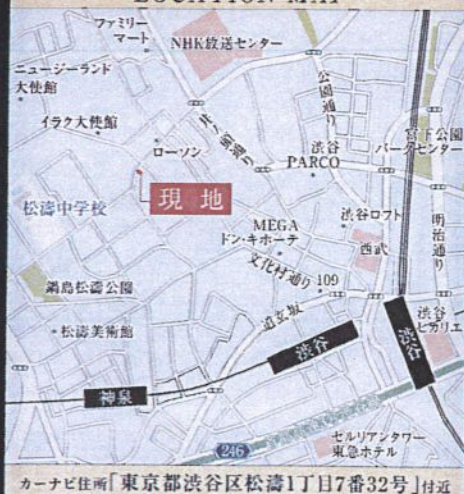 LOCATION MAP
ファミリー
マート
NHK放送センター
ニュージーランド
大使館
公園通り
イラク大使館
井ノ頭通り
宮下公園
パークセンター
ローソン
渋谷
PARCO
松濤中学校
現地
渋谷ロフト
明治通り
MEGA
ドン・キホーテ
西武
文化村通り
109
鍋島松濤公園
道玄坂
渋谷
ヒカリエ
松濤美術館
渋谷
渋谷
神泉
246
セルリアンタワー
東急ホテル
カーナビ住所「東京都渋谷区松濤1丁目7番32号」付近